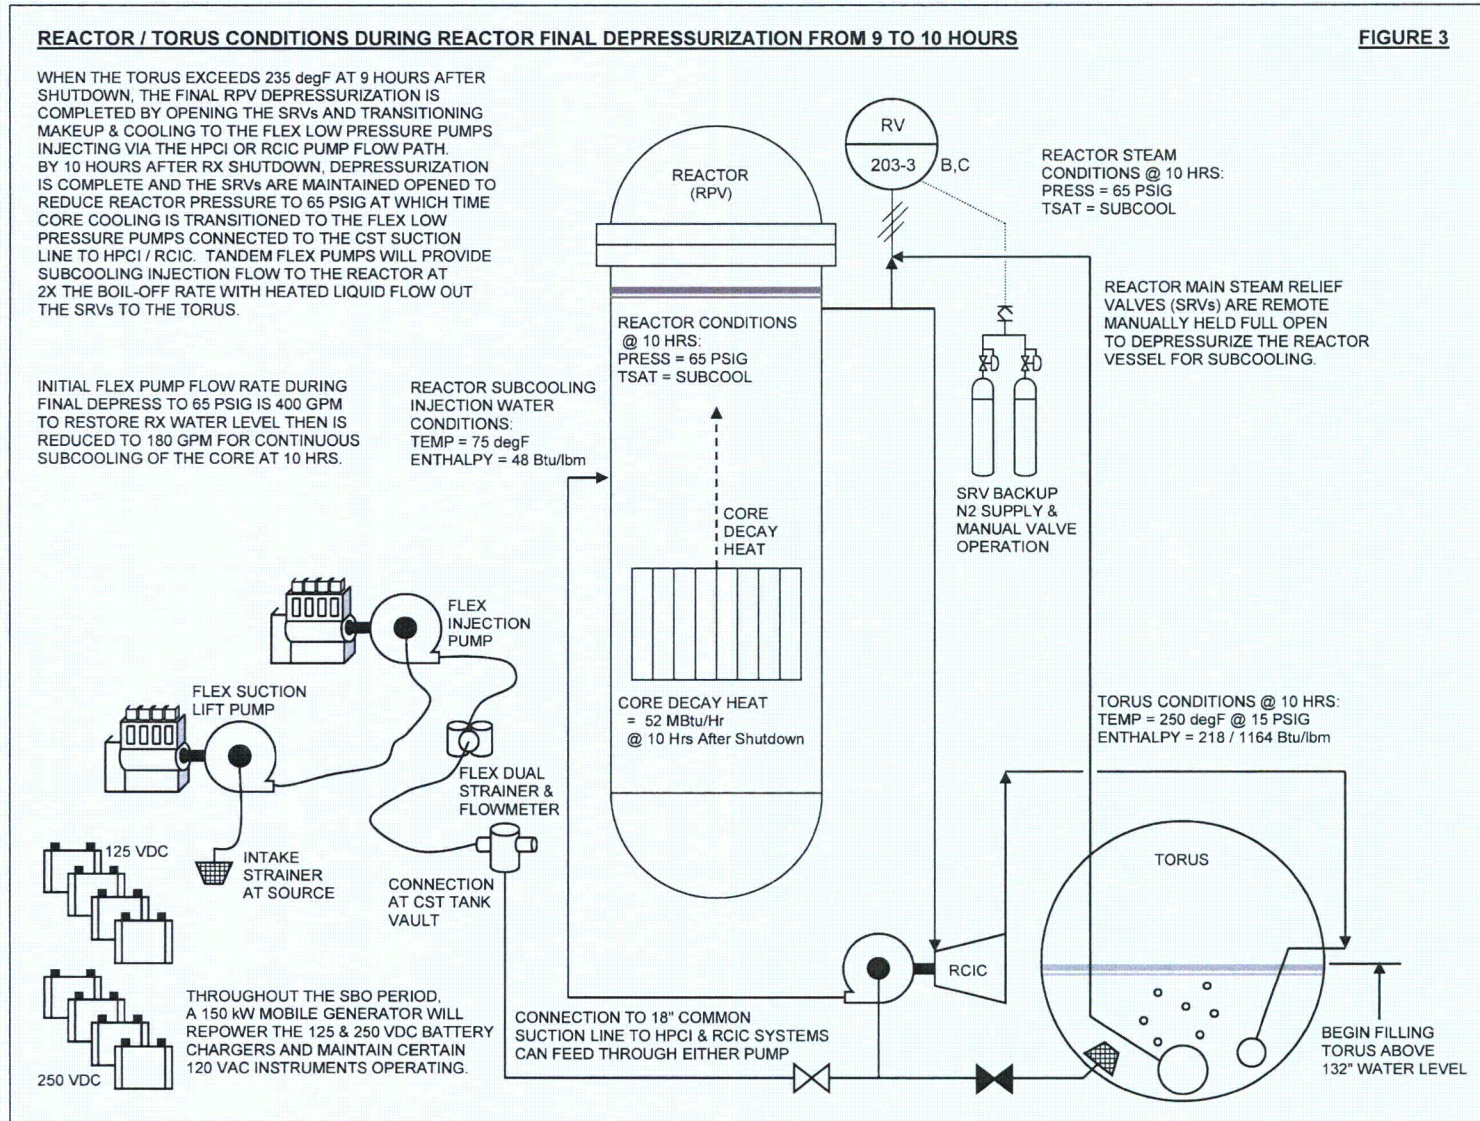 REACTOR / TORUS CONDITIONS DURING REACTOR FINAL DEPRESSURIZATION FROM 9 TO 10 HOURS
FIGURE 3
WHEN THE TORUS EXCEEDS 235 degF AT 9 HOURS AFTER
SHUTDOWN, THE FINAL RPV DEPRESSURIZATION IS
COMPLETED BY OPENING THE SRVs AND TRANSITIONING
MAKEUP & COOLING TO THE FLEX LOW PRESSURE PUMPS
INJECTING VIA THE HPCI OR RCIC PUMP FLOW PATH.
BY 10 HOURS AFTER RX SHUTDOWN, DEPRESSURIZATION
IS COMPLETE AND THE SRVs ARE MAINTAINED OPENED TO
REDUCE REACTOR PRESSURE TO 65 PSIG AT WHICH TIME
CORE COOLING IS TRANSITIONED TO THE FLEX LOW
PRESSURE PUMPS CONNECTED TO THE CST SUCTION
LINE TO HPCI / RCIC. TANDEM FLEX PUMPS WILL PROVIDE
SUBCOOLING INJECTION FLOW TO THE REACTOR AT
2X THE BOIL-OFF RATE WITH HEATED LIQUID FLOW OUT
THE SRVs TO THE TORUS.
INITIAL FLEX PUMP FLOW RATE DURING
FINAL DEPRESS TO 65 PSIG IS 400 GPM
TO RESTORE RX WATER LEVEL THEN IS
REDUCED TO 180 GPM FOR CONTINUOUS
SUBCOOLING OF THE CORE AT 10 HRS.
REACTOR SUBCOOLING
INJECTION WATER
CONDITIONS:
TEMP = 75 degF
ENTHALPY = 48 Btu/lbm
REACTOR
(RPV)
RV
203-3
B,C
REACTOR STEAM
CONDITIONS @ 10 HRS:
PRESS = 65 PSIG
TSAT = SUBCOOL
REACTOR MAIN STEAM RELIEF
VALVES (SRVs) ARE REMOTE
MANUALLY HELD FULL OPEN
TO DEPRESSURIZE THE REACTOR
VESSEL FOR SUBCOOLING.
REACTOR CONDITIONS
@ 10 HRS:
PRESS = 65 PSIG
TSAT = SUBCOOL
SRV BACKUP
N2 SUPPLY &
MANUAL VALVE
OPERATION
CORE
DECAY
HEAT
FLEX
INJECTION
PUMP
FLEX SUCTION
LIFT PUMP
CORE DECAY HEAT
= 52 MBtu/Hr
@ 10 Hrs After Shutdown
TORUS CONDITIONS @ 10 HRS:
TEMP = 250 degF @ 15 PSIG
ENTHALPY = 218 / 1164 Btu/lbm
FLEX DUAL
STRAINER &
FLOWMETER
125 VDC
INTAKE
STRAINER
AT SOURCE
CONNECTION
AT CST TANK
VAULT
TORUS
RCIC
THROUGHOUT THE SBO PERIOD,
A 150 kW MOBILE GENERATOR WILL
REPOWER THE 125 & 250 VDC BATTERY
CHARGERS AND MAINTAIN CERTAIN
120 VAC INSTRUMENTS OPERATING.
250 VDC
CONNECTION TO 18" COMMON
SUCTION LINE TO HPCI & RCIC SYSTEMS
CAN FEED THROUGH EITHER PUMP
BEGIN FILLING
TORUS ABOVE
132" WATER LEVEL